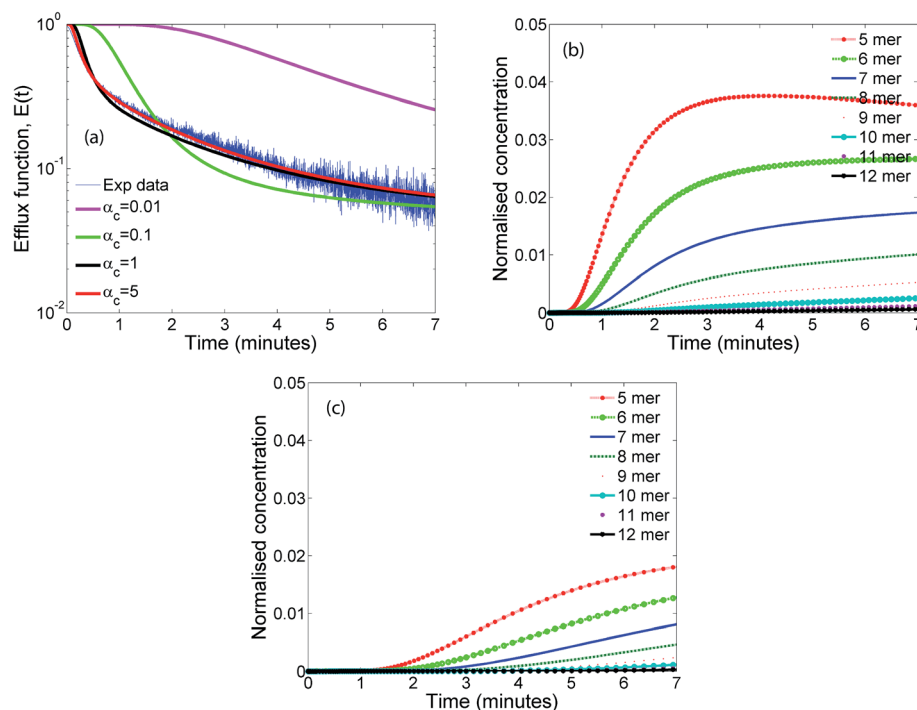 Efflux function, E(t)
10^0
10^-1
10^-2
(a)
Exp data
α_c=0.01
α_c=0.1
α_c=1
α_c=5
0 1 2 3 4 5 6 7
Time (minutes)
Normalised concentration
0.05
0.04
0.03
0.02
0.01
0
(b)
5 mer
6 mer
7 mer
8 mer
9 mer
10 mer
11 mer
12 mer
0 1 2 3 4 5 6 7
Time (minutes)
Normalised concentration
0.05
0.04
0.03
0.02
0.01
0
(c)
5 mer
6 mer
7 mer
8 mer
9 mer
10 mer
11 mer
12 mer
0 1 2 3 4 5 6 7
Time (minutes)